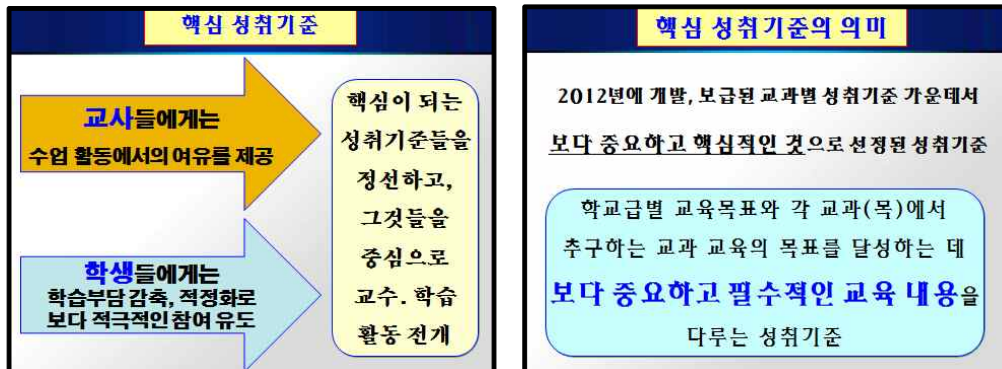 핵심 성취기준
교사들에게는
수업 활동에서의 여유를 제공
학생들에게는
학습부담 감축, 적정화로
보다 적극적인 참여 유도
핵심이 되는
성취기준들을
정선하고,
그것들을
중심으로
교수. 학습
활동 전개
핵심 성취기준의 의미
2012년에 개발, 보급된 교과별 성취기준 가운데서
보다 중요하고 핵심적인 것으로 선정된 성취기준
학교급별 교육목표와 각 교과(목)에서
추구하는 교과 교육의 목표를 달성하는 데
보다 중요하고 필수적인 교육 내용을
다루는 성취기준